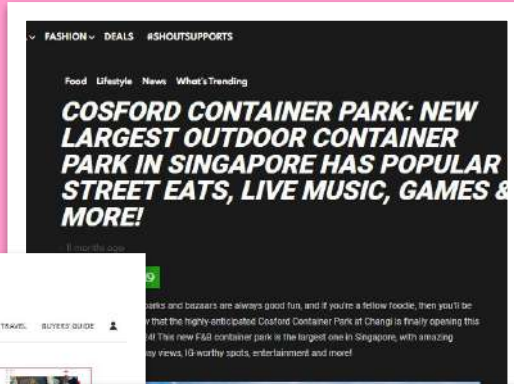 FASHION DEALS #SHOUTSUPPORTS
Food Lifestyle News What's Trending
COSFORD CONTAINER PARK: NEW
LARGEST OUTDOOR CONTAINER
PARK IN SINGAPORE HAS POPULAR
STREET EATS, LIVE MUSIC, GAMES &
MORE!
11 months ago
parks and bazaars are always good fun, and if you're a fellow foodie, then you'll be
that the highly-anticipated Cosford Container Park at Changi is finally opening this
This new F&B container park is the largest one in Singapore, with amazing
views, IG-worthy spots, entertainment and more!
TRAVEL BUYERS' GUIDE